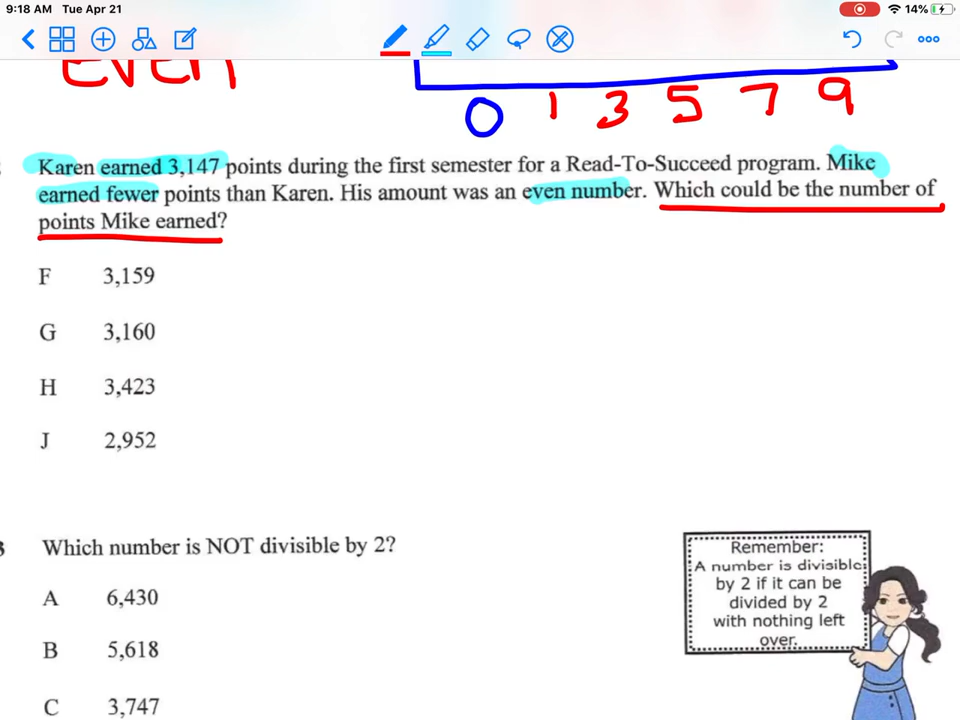 9:18 AM Tue Apr 21
14%
even
0 1 3 5 7 9
Karen earned 3,147 points during the first semester for a Read-To-Succeed program. Mike
earned fewer points than Karen. His amount was an even number. Which could be the number of
points Mike earned?
F 3,159
G 3,160
H 3,423
J 2,952
3 Which number is NOT divisible by 2?
A 6,430
B 5,618
C 3,747
Remember:
A number is divisible
by 2 if it can be
divided by 2
with nothing left
over.